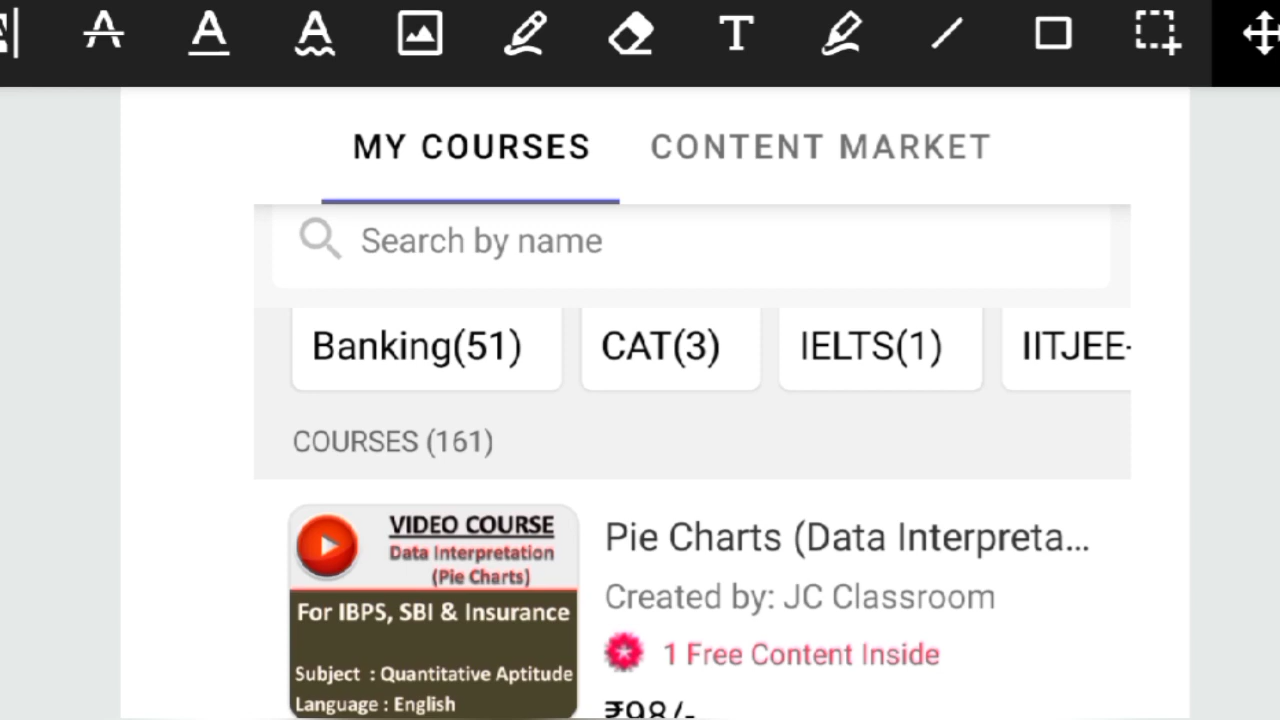 MY COURSES CONTENT MARKET
Search by name
Banking(51) CAT(3) IELTS(1) IITJEE-
COURSES (161)
VIDEO COURSE
Data Interpretation
(Pie Charts)
For IBPS, SBI & Insurance
Subject : Quantitative Aptitude
Language : English
Pie Charts (Data Interpreta...
Created by: JC Classroom
1 Free Content Inside
₹98/-